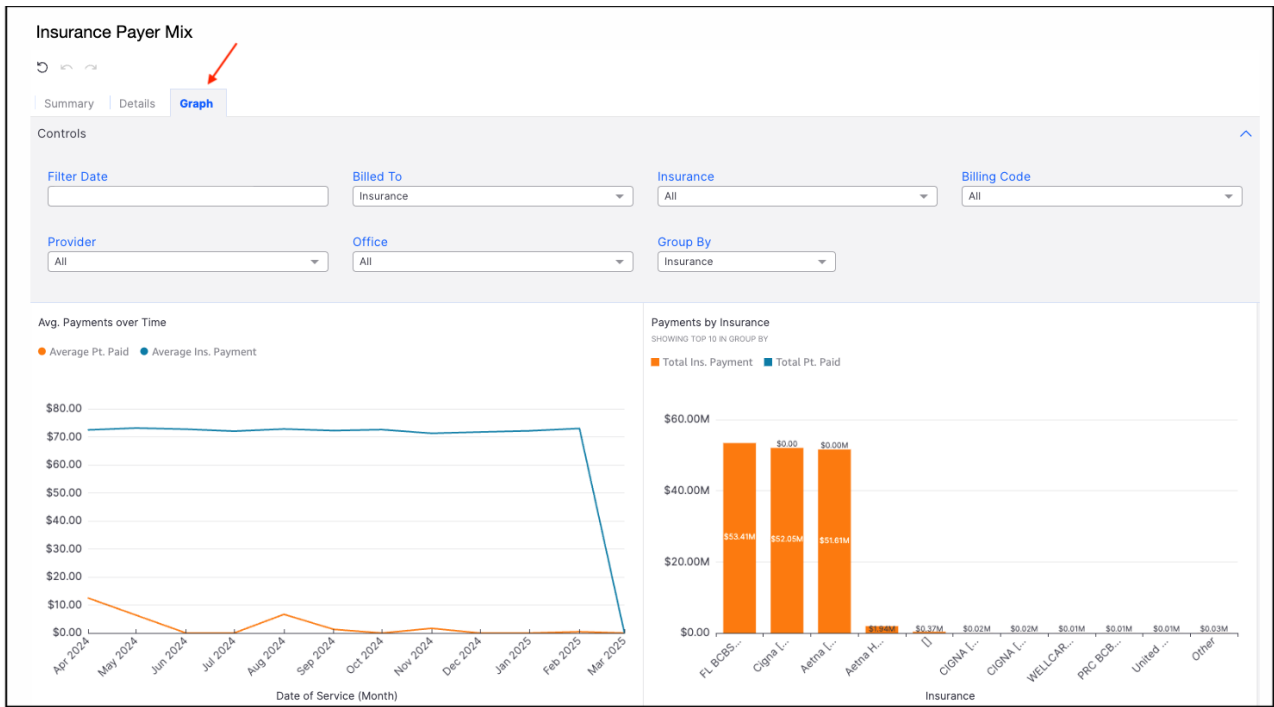 Insurance Payer Mix
Summary Details Graph
Controls
Filter Date Billed To Insurance Billing Code
Insurance All All
Provider Office Group By
All All Insurance
Avg. Payments over Time
Average Pt. Paid Average Ins. Payment
$80.00
$70.00
$60.00
$50.00
$40.00
$30.00
$20.00
$10.00
$0.00
Apr 2024 May 2024 Jun 2024 Jul 2024 Aug 2024 Sep 2024 Oct 2024 Nov 2024 Dec 2024 Jan 2025 Feb 2025 Mar 2025
Date of Service (Month)
Payments by Insurance
SHOWING TOP 10 IN GROUP BY
Total Ins. Payment Total Pt. Paid
$60.00M
$40.00M
$20.00M
$0.00
$0.00 $0.00M
$53.41M $52.05M $51.61M
$1.94M $0.37M $0.02M $0.02M $0.01M $0.01M $0.01M $0.03M
FL BCBS... Cigna [... Aetna [... Aetna H... [] CIGNA [... CIGNA [... WELLCAR... PRC BCB... United ... Other
Insurance